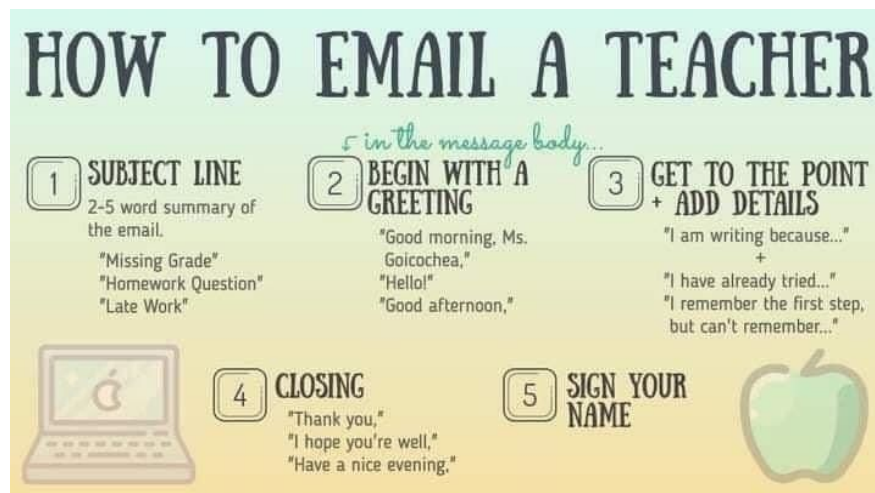 HOW TO EMAIL A TEACHER
in the message body...
1
SUBJECT LINE
2-5 word summary of
the email.
"Missing Grade"
"Homework Question"
"Late Work"
2
BEGIN WITH A
GREETING
"Good morning, Ms.
Goicochea,"
"Hello!"
"Good afternoon,"
3
GET TO THE POINT
+ ADD DETAILS
"I am writing because..."
+
"I have already tried..."
"I remember the first step,
but can't remember..."
4
CLOSING
"Thank you,"
"I hope you're well,"
"Have a nice evening,"
5
SIGN YOUR
NAME